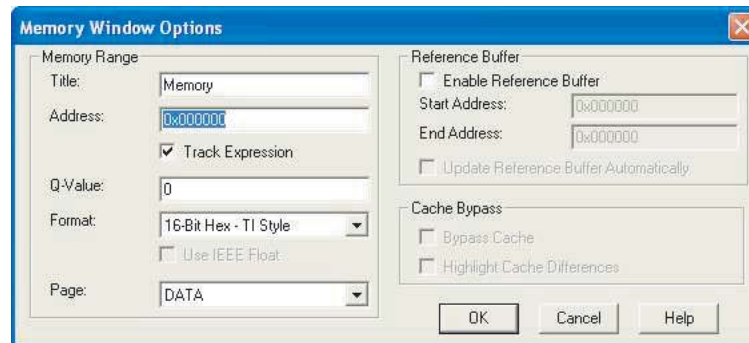 Memory Window Options
Memory Range
Title:
Memory
Address:
0x000000
Track Expression
Q-Value:
0
Format:
16-Bit Hex - TI Style
Use IEEE Float
Page:
DATA
Reference Buffer
Enable Reference Buffer
Start Address:
0x000000
End Address:
0x000000
Update Reference Buffer Automatically
Cache Bypass
Bypass Cache
Highlight Cache Differences
OK
Cancel
Help